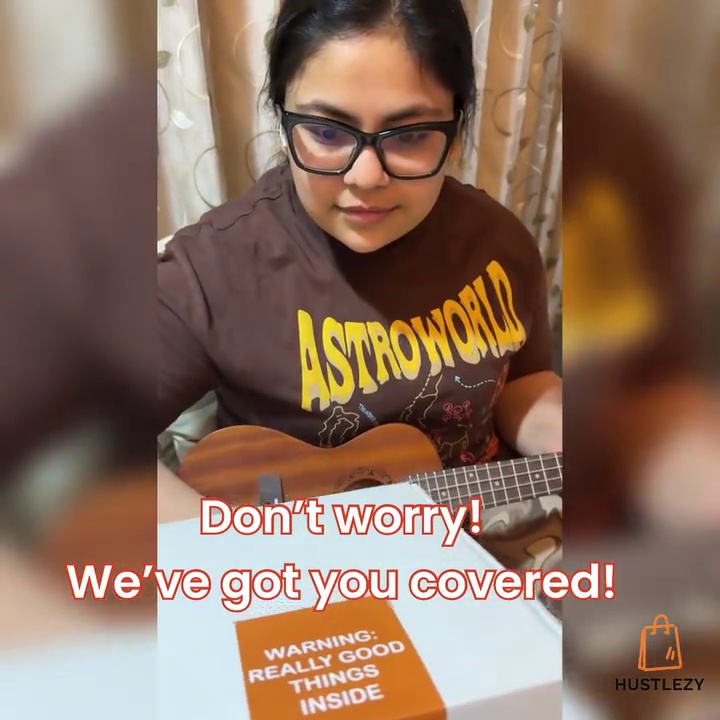 ASTROWORLD
Don't worry!
We've got you covered!
WARNING:
REALLY GOOD
THINGS
INSIDE
HUSTLEZY